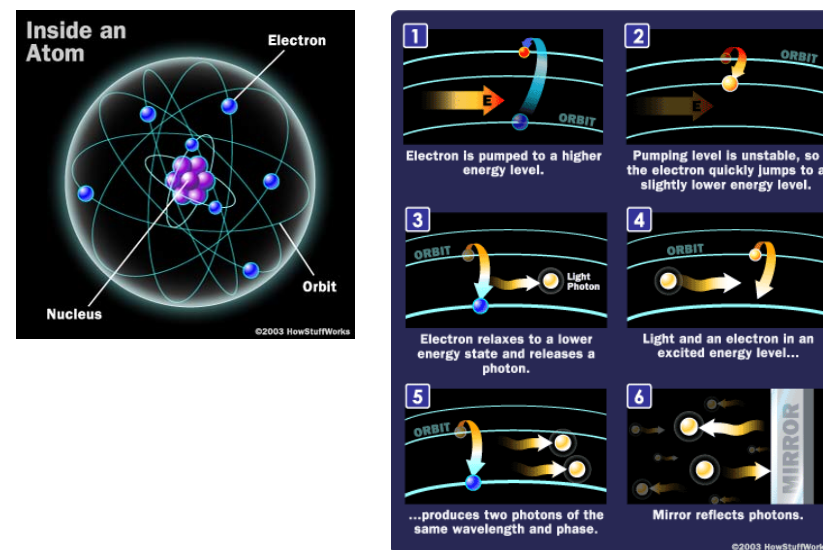 Inside an
Atom
Electron
Orbit
Nucleus
©2003 HowStuffWorks
1
E
ORBIT
Electron is pumped to a higher
energy level.
2
ORBIT
E
Pumping level is unstable, so
the electron quickly jumps to a
slightly lower energy level.
3
ORBIT
Light
Photon
Electron relaxes to a lower
energy state and releases a
photon.
4
ORBIT
Light and an electron in an
excited energy level...
5
ORBIT
...produces two photons of the
same wavelength and phase.
6
MIRROR
Mirror reflects photons.
©2003 HowStuffWorks